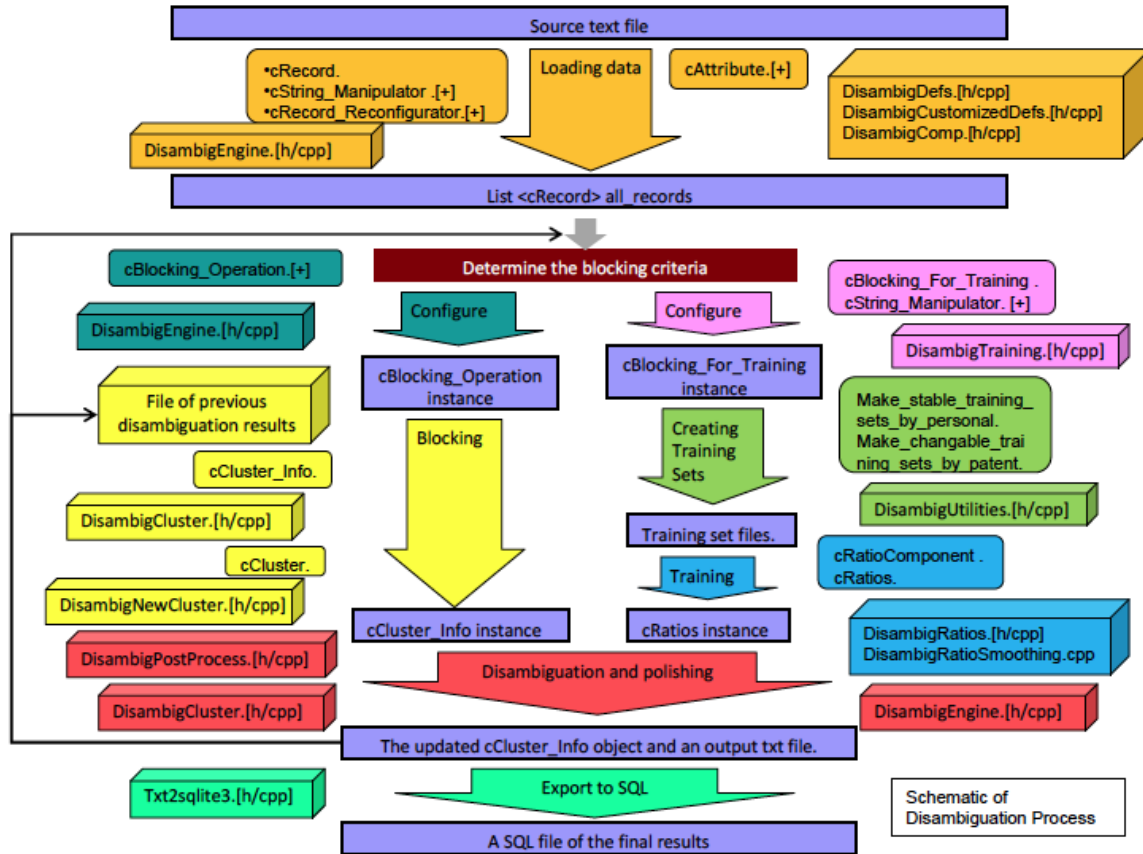 Source text file
•cRecord.
•cString_Manipulator .[+]
•cRecord_Reconfigurator.[+]
Loading data
cAttribute.[+]
DisambigDefs.[h/cpp]
DisambigCustomizedDefs.[h/cpp]
DisambigComp.[h/cpp]
DisambigEngine.[h/cpp]
List <cRecord> all_records
Determine the blocking criteria
cBlocking_Operation.[+]
DisambigEngine.[h/cpp]
Configure
Configure
cBlocking_For_Training .
cString_Manipulator. [+]
DisambigTraining.[h/cpp]
cBlocking_Operation
instance
cBlocking_For_Training
instance
File of previous
disambiguation results
Blocking
Creating
Training
Sets
Make_stable_training_
sets_by_personal.
Make_changable_trai
ning_sets_by_patent.
cCluster_Info.
DisambigCluster.[h/cpp]
DisambigUtilities.[h/cpp]
Training set files.
cCluster.
DisambigNewCluster.[h/cpp]
Training
cRatioComponent .
cRatios.
cCluster_Info instance
cRatios instance
DisambigRatios.[h/cpp]
DisambigRatioSmoothing.cpp
DisambigPostProcess.[h/cpp]
Disambiguation and polishing
DisambigCluster.[h/cpp]
DisambigEngine.[h/cpp]
The updated cCluster_Info object and an output txt file.
Txt2sqlite3.[h/cpp]
Export to SQL
Schematic of
Disambiguation Process
A SQL file of the final results